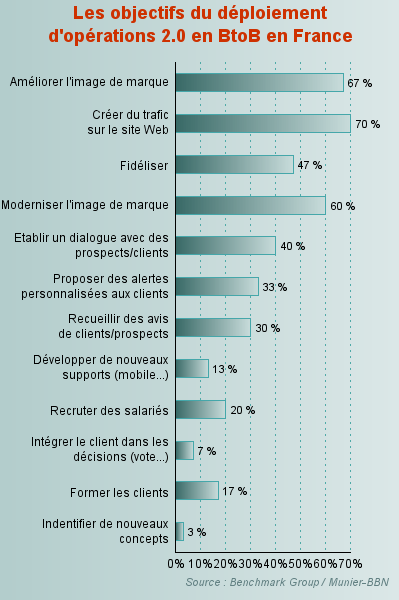 Les objectifs du déploiement
d'opérations 2.0 en BtoB en France
Améliorer l'image de marque
67 %
Créer du trafic
sur le site Web
70 %
Fidéliser
47 %
Moderniser l'image de marque
60 %
Etablir un dialogue avec des
prospects/clients
40 %
Proposer des alertes
personnalisées aux clients
33 %
Recueillir des avis
de clients/prospects
30 %
Développer de nouveaux
supports (mobile...)
13 %
Recruter des salariés
20 %
Intégrer le client dans les
décisions (vote...)
7 %
Former les clients
17 %
Indentifier de nouveaux
concepts
3 %
0% 10% 20% 30% 40% 50% 60% 70%
Source : Benchmark Group / Munier-BBN